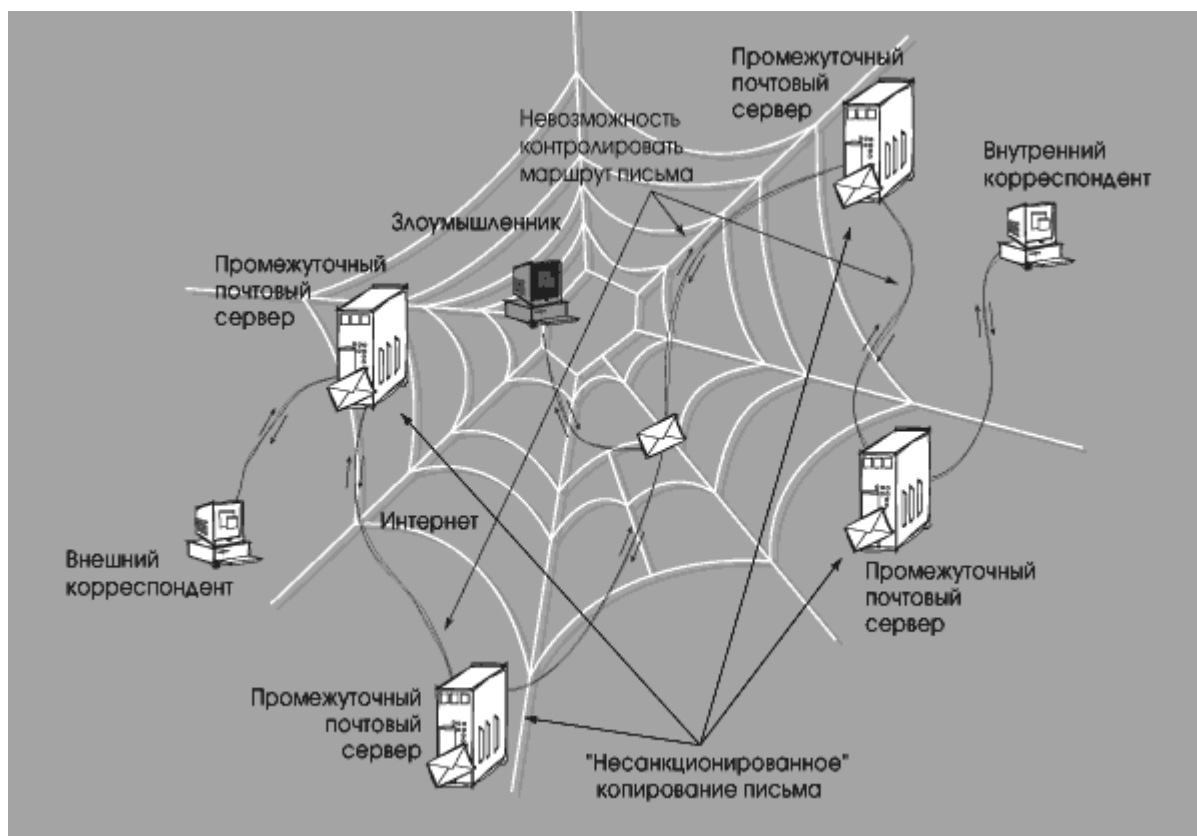 Промежуточный
почтовый
сервер
Невозможность
контролировать
маршрут письма
Внутренний
корреспондент
Злоумышленник
Промежуточный
почтовый
сервер
Интернет
Внешний
корреспондент
Промежуточный
почтовый
сервер
Промежуточный
почтовый
сервер
"Несанкционированное"
копирование письма